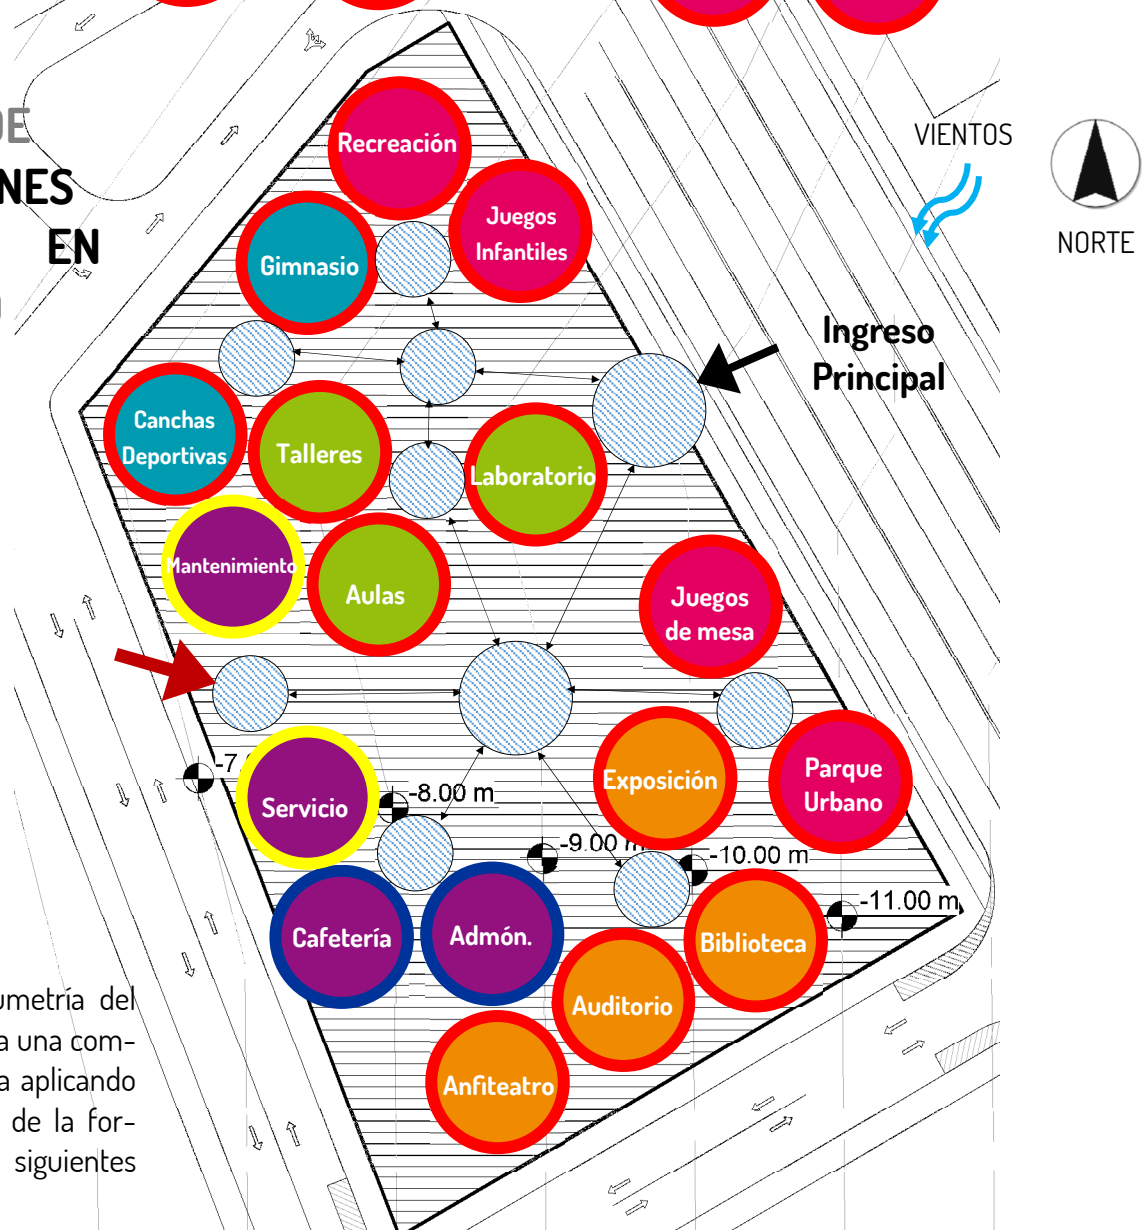 DE
NES
EN
VIENTOS
NORTE
Ingreso
Principal
Recreación
Juegos
Infantiles
Gimnasio
Canchas
Deportivas
Talleres
Laboratorio
Mantenimiento
Aulas
Juegos
de mesa
Exposición
Parque
Urbano
Servicio
-7.
-8.00 m
-9.00 m
-10.00 m
-11.00 m
Cafetería
Admón.
Biblioteca
Auditorio
Anfiteatro
umetría del
a una com-
a aplicando
de la for-
siguientes